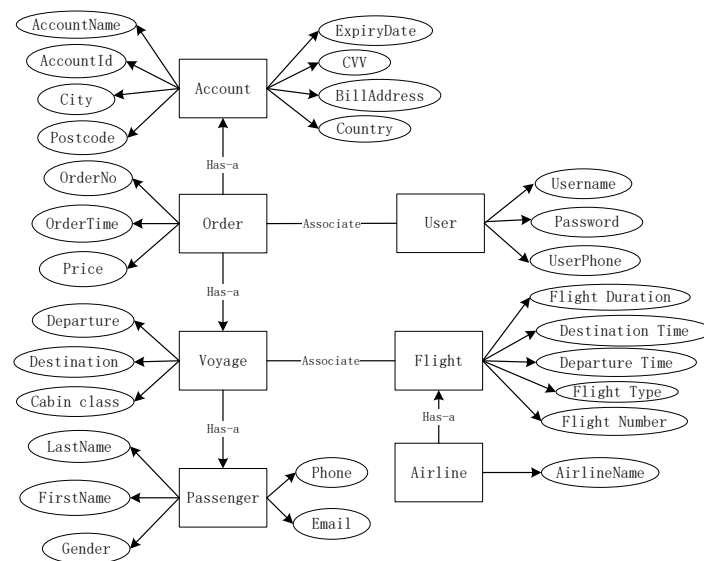 AccountName
ExpiryDate
AccountId
CVV
Account
City
BillAddress
Postcode
Country
Has-a
OrderNo
Username
OrderTime
Order
Associate
User
Password
Price
UserPhone
Has-a
Flight Duration
Departure
Destination Time
Destination
Voyage
Associate
Flight
Departure Time
Flight Type
Cabin class
Has-a
Has-a
Flight Number
LastName
Phone
Airline
AirlineName
FirstName
Passenger
Email
Gender